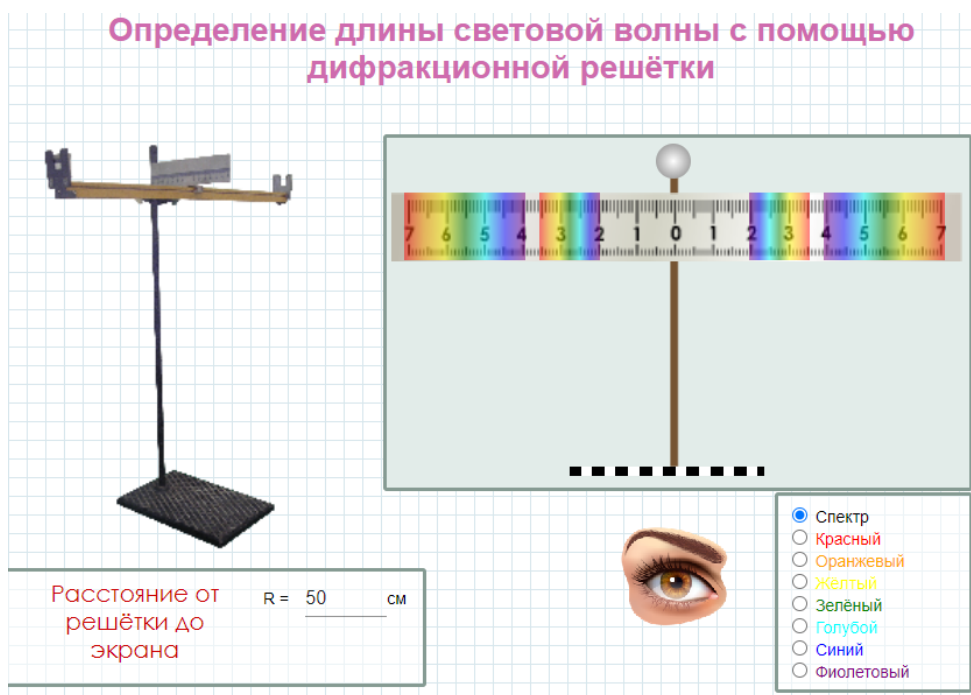 Определение длины световой волны с помощью
дифракционной решётки
7 6 5 4 3 2 1 0 1 2 3 4 5 6 7
Спектр
Красный
Оранжевый
Жёлтый
Зелёный
Голубой
Синий
Фиолетовый
Расстояние от
решётки до
экрана
R = 50 см